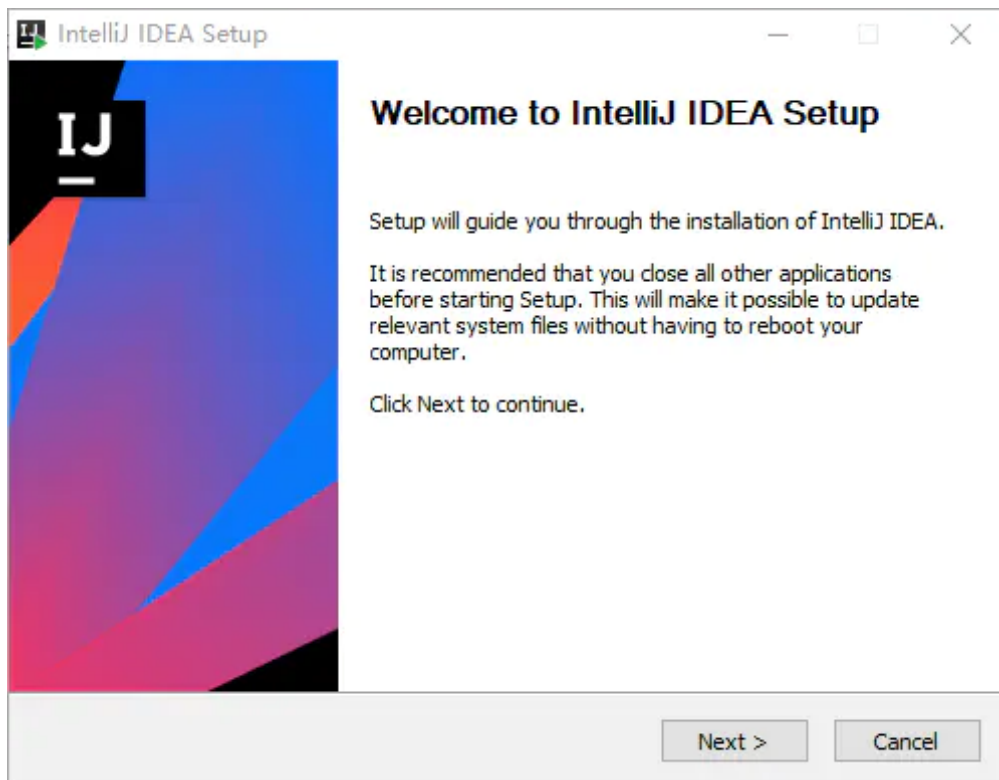 IntelliJ IDEA Setup
IJ
Welcome to IntelliJ IDEA Setup
Setup will guide you through the installation of IntelliJ IDEA.
It is recommended that you close all other applications
before starting Setup. This will make it possible to update
relevant system files without having to reboot your
computer.
Click Next to continue.
Next >
Cancel